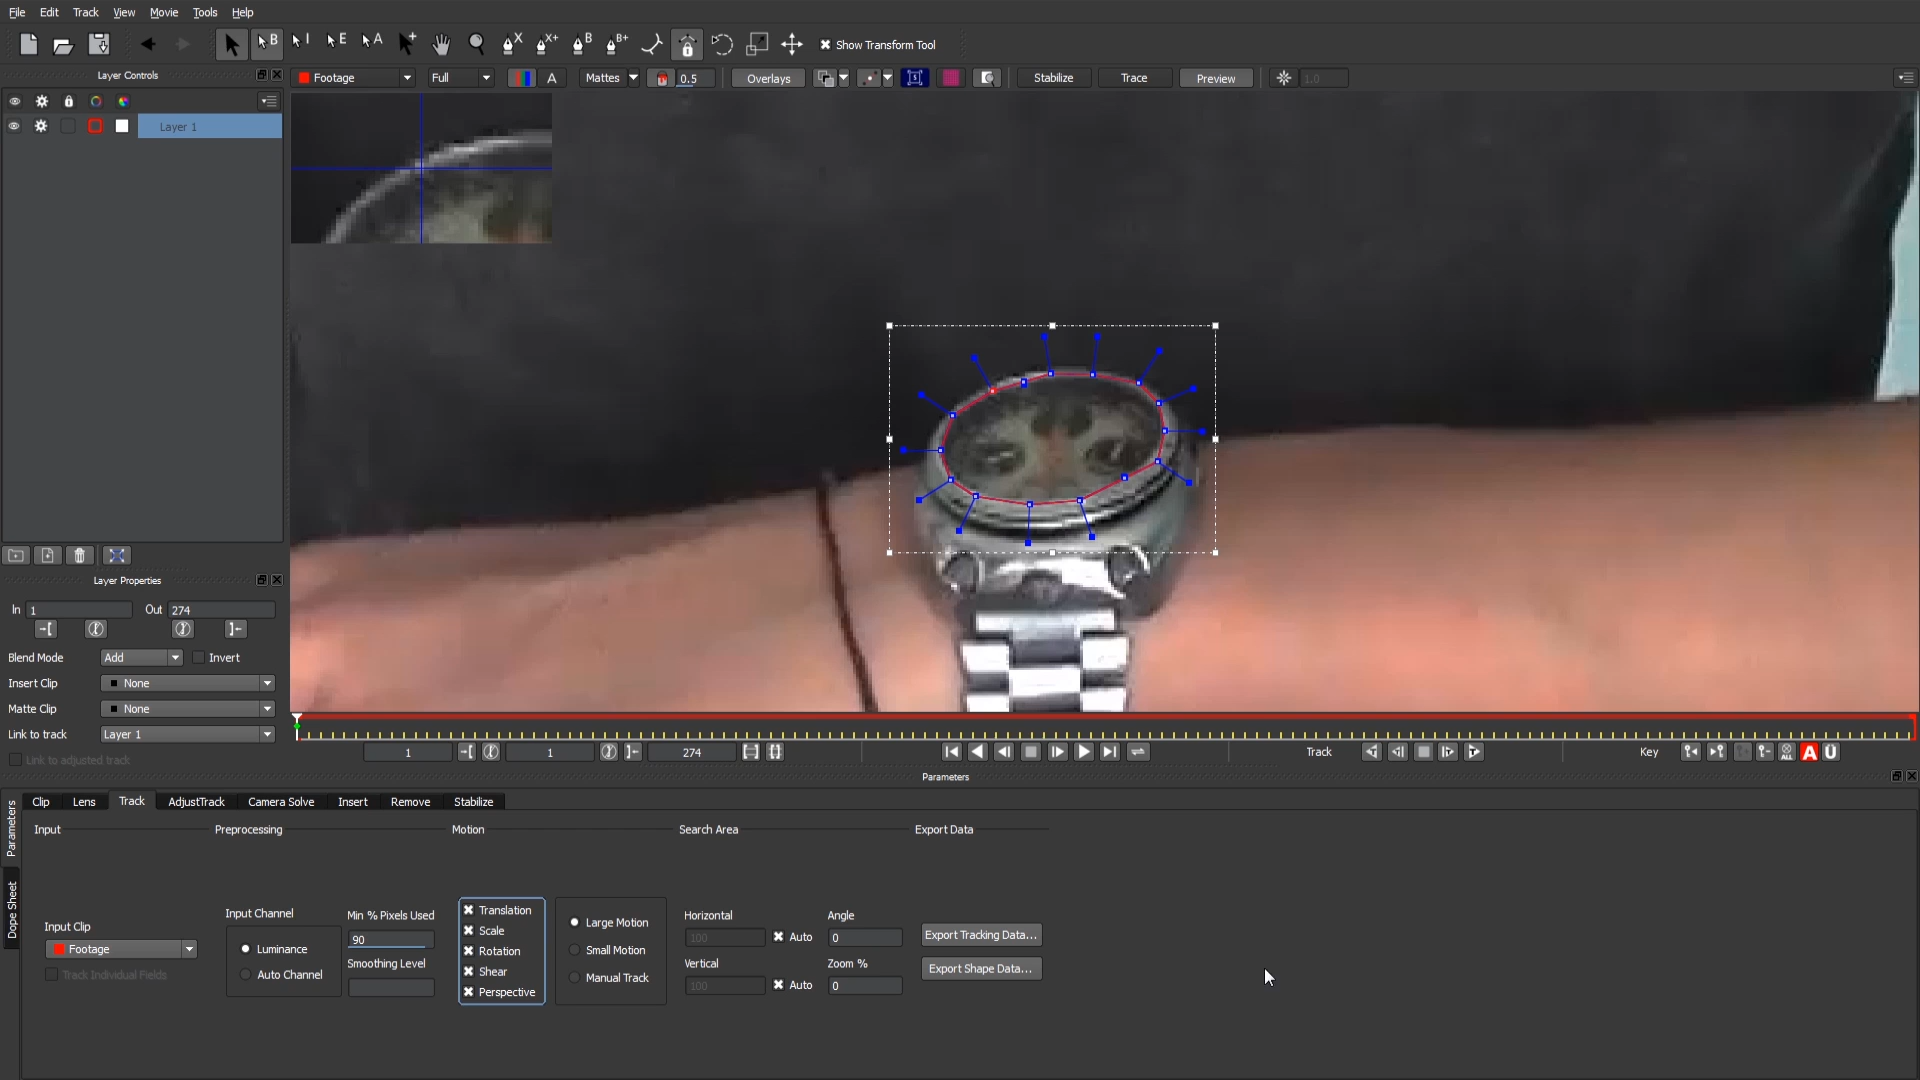 File Edit Track View Movie Tools Help
B I E A X X+ B B+ Show Transform Tool
Layer Controls
Footage Full A Mattes 0.5 Overlays Stabilize Trace Preview 1.0
Layer 1
Layer Properties
In 1 Out 274
Blend Mode Add Invert
Insert Clip None
Matte Clip None
Link to track Layer 1
Link to adjusted track
1 1 274 Track Key ALL A Ü
Parameters
Parameters
Dope Sheet
Clip Lens Track AdjustTrack Camera Solve Insert Remove Stabilize
Input Preprocessing Motion Search Area Export Data
Input Clip
Footage
Track Individual Fields
Input Channel
Luminance
Auto Channel
Min % Pixels Used
90
Smoothing Level
Translation
Scale
Rotation
Shear
Perspective
Large Motion
Small Motion
Manual Track
Horizontal
100 Auto
Vertical
100 Auto
Angle
0
Zoom %
0
Export Tracking Data...
Export Shape Data...